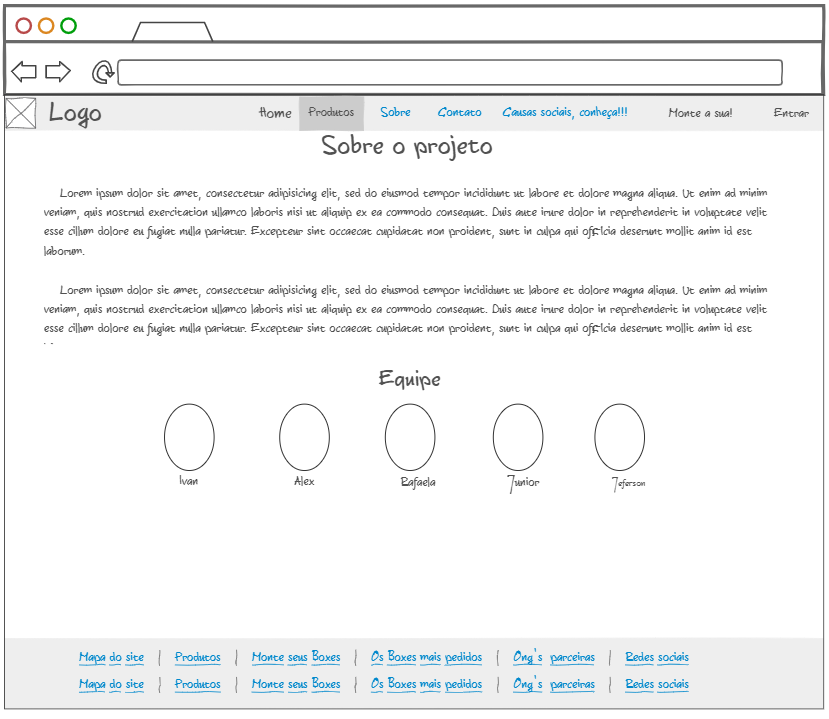 Logo Home Produtos Sobre Contato Causas sociais, conheça!!! Monte a sua! Entrar
Sobre o projeto
Lorem ipsum dolor sit amet, consectetur adipisicing elit, sed do eiusmod tempor incididunt ut labore et dolore magna aliqua. Ut enim ad minim
veniam, quis nostrud exercitation ullamco laboris nisi ut aliquip ex ea commodo consequat. Duis aute irure dolor in reprehenderit in voluptate velit
esse cillum dolore eu fugiat nulla pariatur. Excepteur sint occaecat cupidatat non proident, sunt in culpa qui officia deserunt mollit anim id est
laborum.
Lorem ipsum dolor sit amet, consectetur adipisicing elit, sed do eiusmod tempor incididunt ut labore et dolore magna aliqua. Ut enim ad minim
veniam, quis nostrud exercitation ullamco laboris nisi ut aliquip ex ea commodo consequat. Duis aute irure dolor in reprehenderit in voluptate velit
esse cillum dolore eu fugiat nulla pariatur. Excepteur sint occaecat cupidatat non proident, sunt in culpa qui officia deserunt mollit anim id est
Equipe
Ivan Alex Rafaela Junior Jeferson
Mapa do site | Produtos | Monte seus Boxes | Os Boxes mais pedidos | Ong's parceiras | Redes sociais
Mapa do site | Produtos | Monte seus Boxes | Os Boxes mais pedidos | Ong's parceiras | Redes sociais